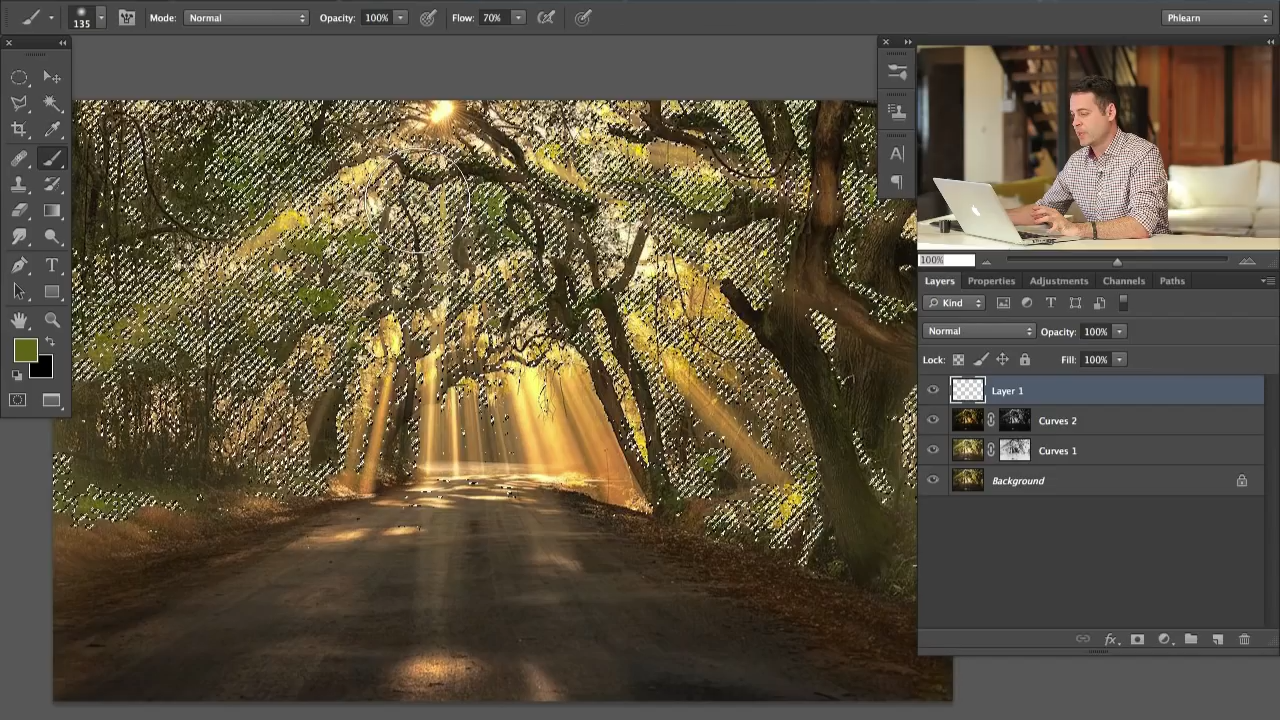 135
Mode: Normal Opacity: 100% Flow: 70% Phlearn
100%
Layers Properties Adjustments Channels Paths
Kind
Normal Opacity: 100%
Lock: Fill: 100%
Layer 1
Curves 2
Curves 1
Background